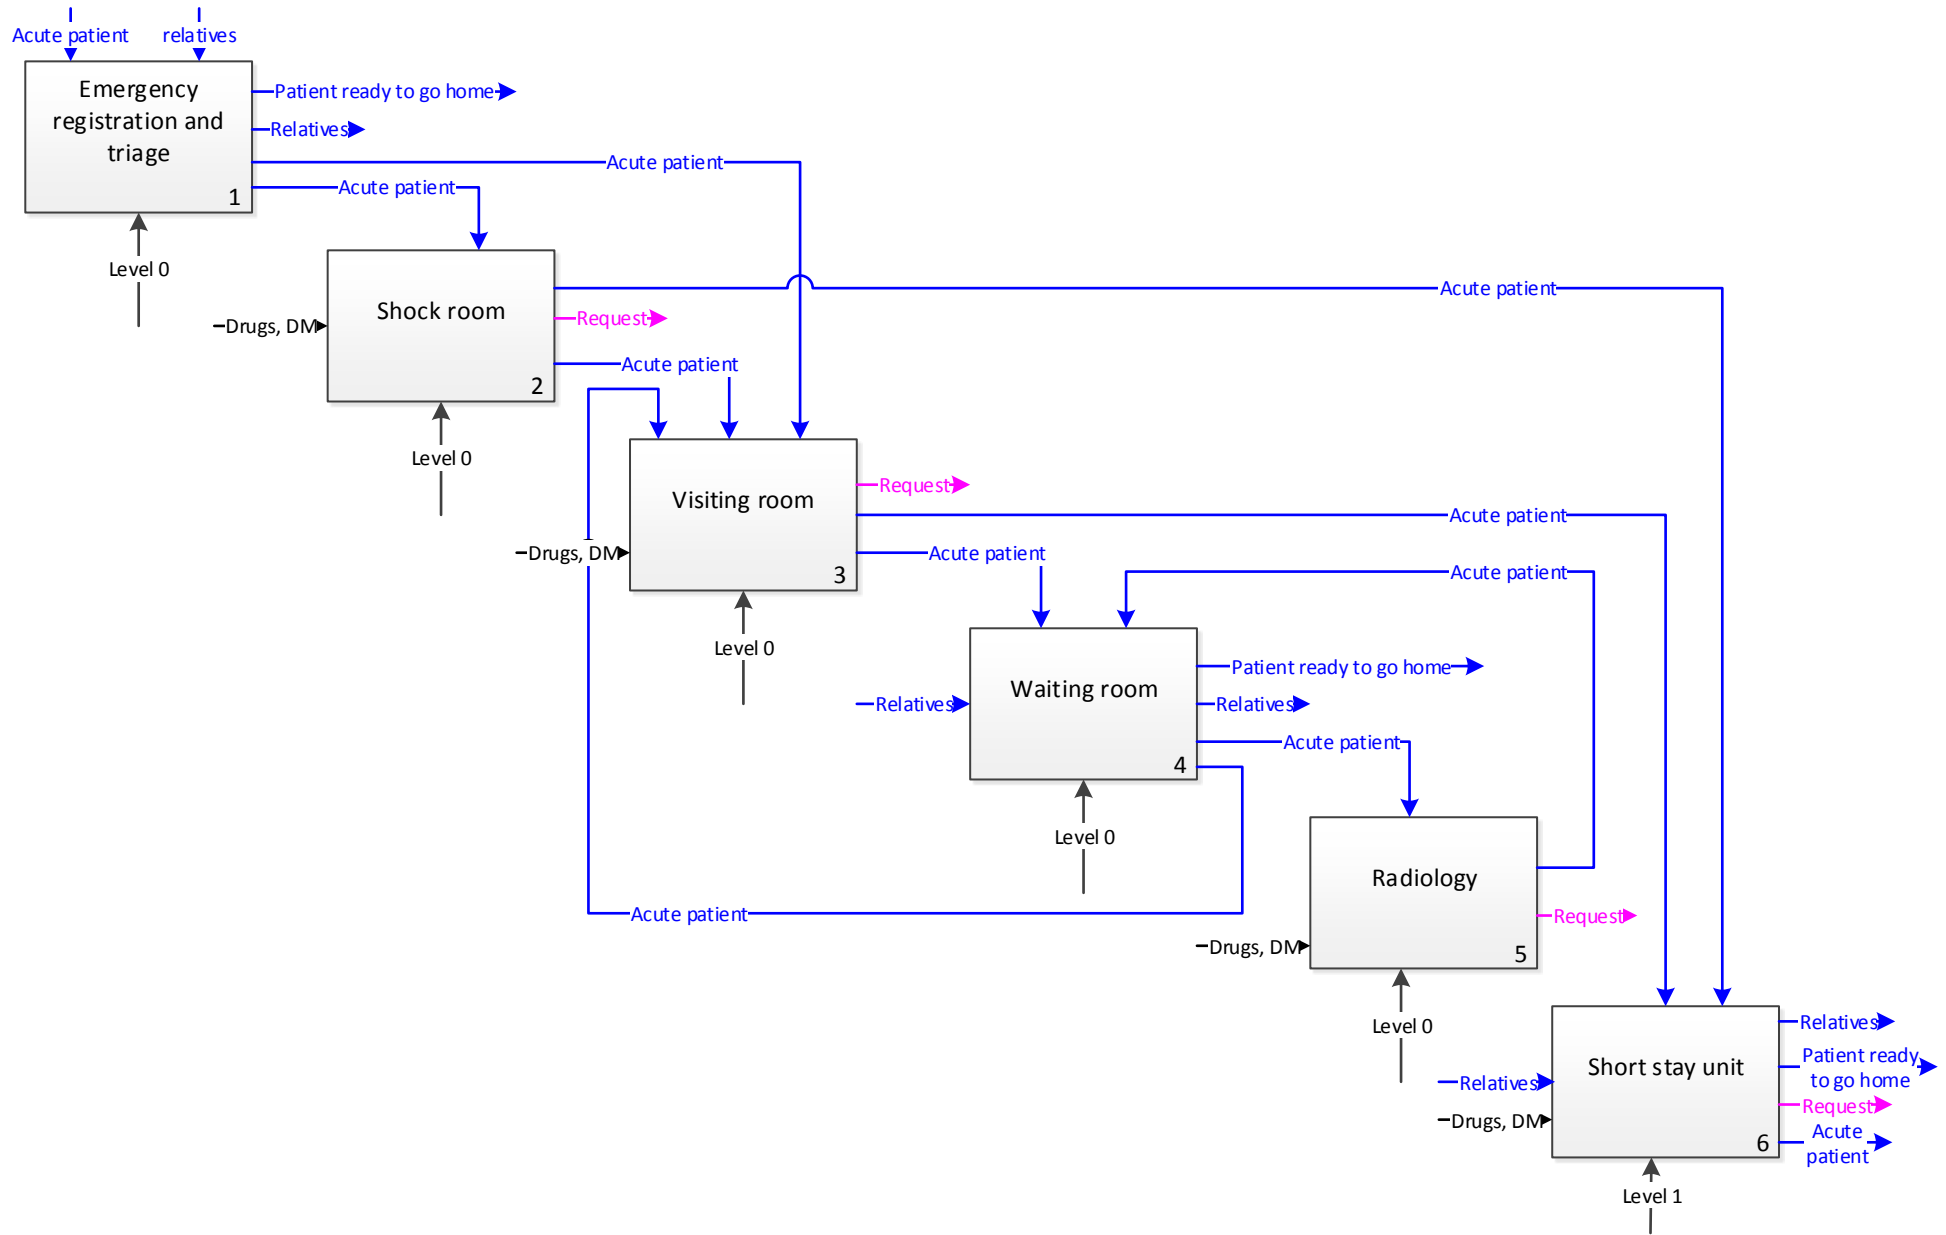 Acute patient
relatives
Emergency
registration and
triage
1
Patient ready to go home
Relatives
Acute patient
Acute patient
Level 0
Shock room
2
Drugs, DM
Acute patient
Request
Acute patient
Level 0
Visiting room
3
Drugs, DM
Request
Acute patient
Acute patient
Acute patient
Level 0
Waiting room
4
Relatives
Patient ready to go home
Relatives
Acute patient
Level 0
Acute patient
Radiology
5
Request
Drugs, DM
Level 0
Short stay unit
6
Relatives
Drugs, DM
Relatives
Patient ready
to go home
Request
Acute
patient
Level 1